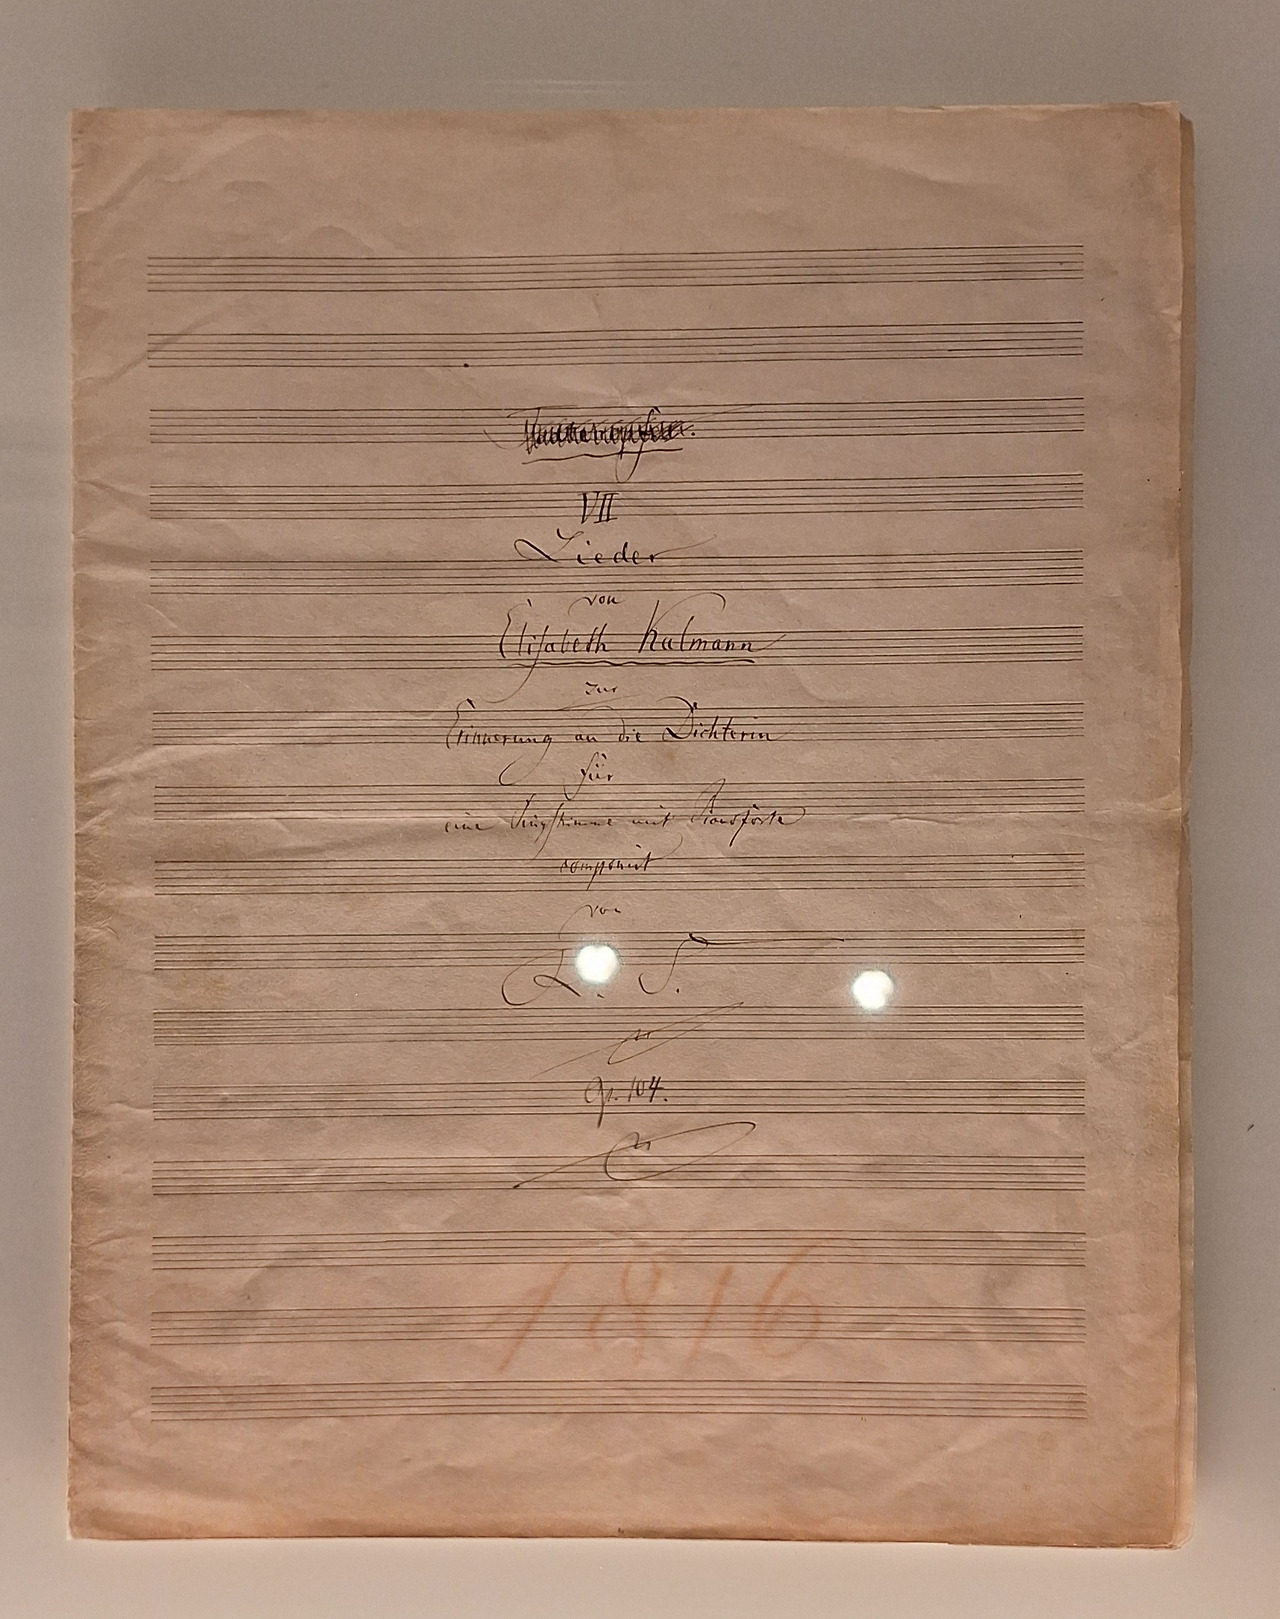 VII
Lieder
von
Elisabeth Kulmann
zur
Erinnerung an die Dichterin
für
eine Singstimme mit Pianoforte
componirt
von
R. S.
Op. 104.
1816